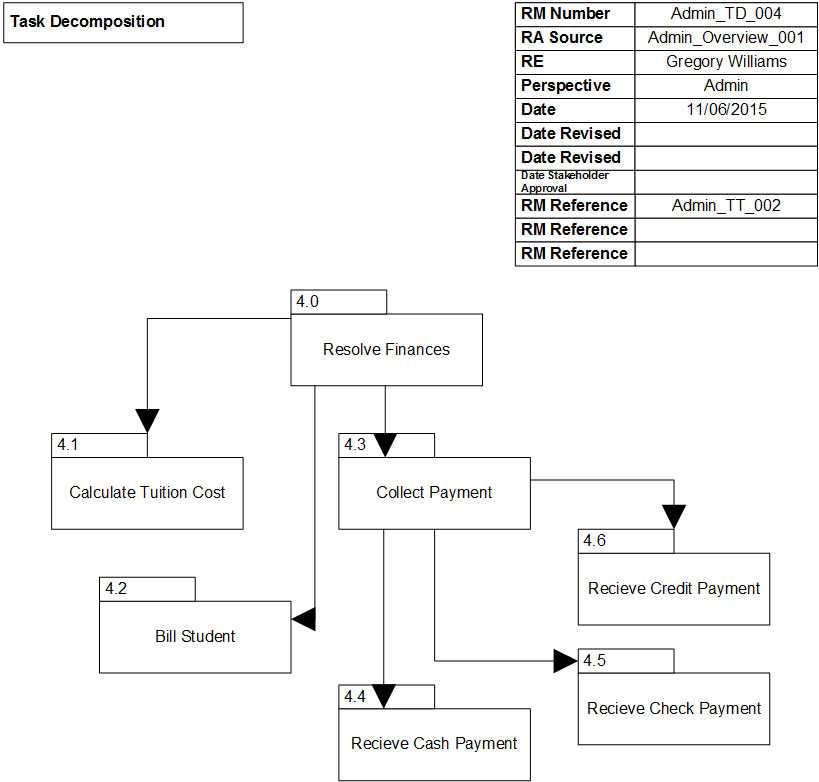 Task Decomposition
RM Number Admin_TD_004
RA Source Admin_Overview_001
RE Gregory Williams
Perspective Admin
Date 11/06/2015
Date Revised
Date Revised
Date Stakeholder
Approval
RM Reference Admin_TT_002
RM Reference
RM Reference
4.0
Resolve Finances
4.1
Calculate Tuition Cost
4.3
Collect Payment
4.6
Recieve Credit Payment
4.2
Bill Student
4.5
Recieve Check Payment
4.4
Recieve Cash Payment